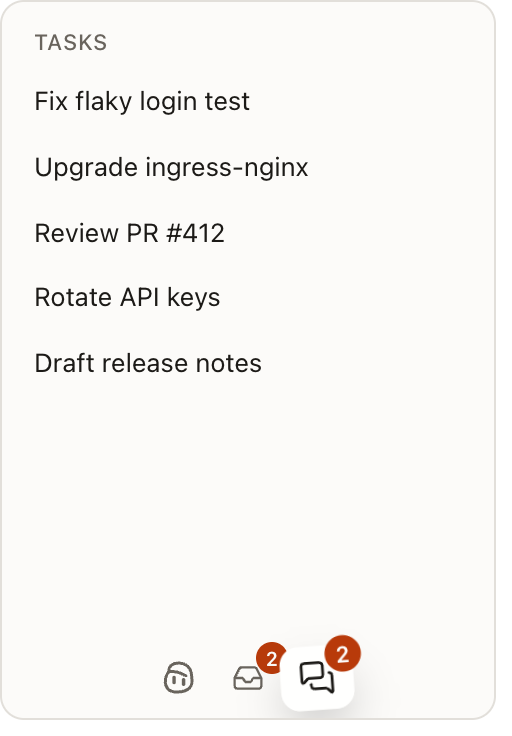 TASKS
Fix flaky login test
Upgrade ingress-nginx
Review PR #412
Rotate API keys
Draft release notes
2
2